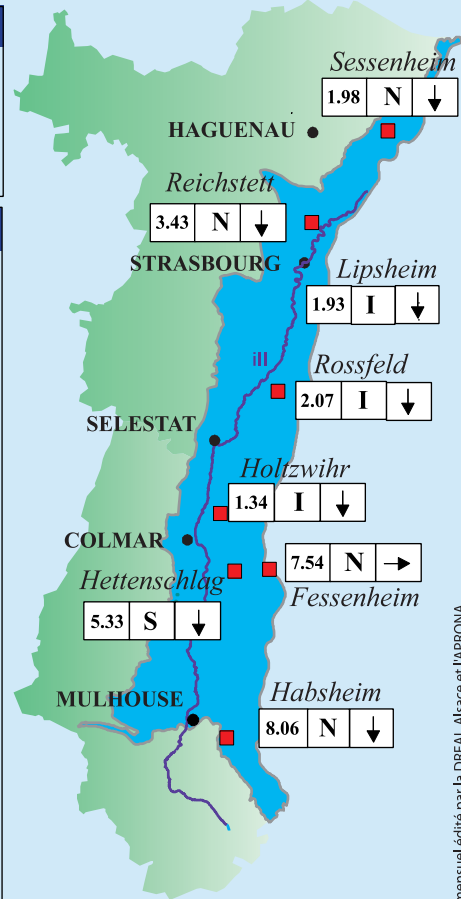 Sessenheim
1.98 N ↓
HAGUENAU
Reichstett
3.43 N ↓
STRASBOURG
Lipsheim
1.93 I ↓
ill
Rossfeld
2.07 I ↓
SELESTAT
Holtzwihr
1.34 I ↓
COLMAR
7.54 N →
Fessenheim
Hettenschlag
5.33 S ↓
MULHOUSE
Habsheim
8.06 N ↓
mensuel édité par la DREAL Alsace et l'APRONA